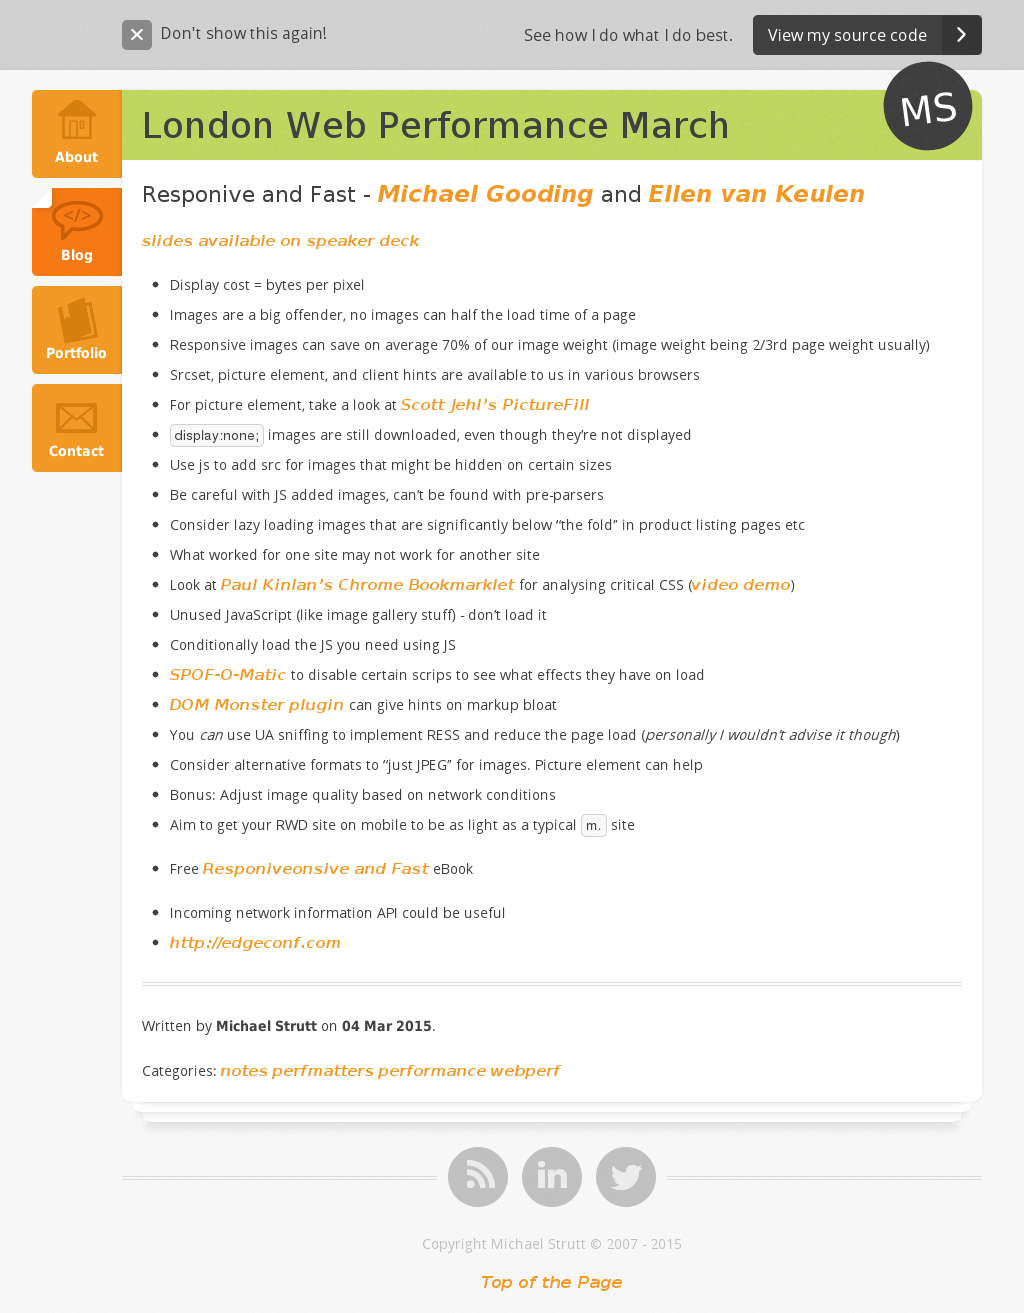 Don't show this again!
See how I do what I do best.
View my source code
MS
About
Blog
Portfolio
Contact
London Web Performance March
Responive and Fast - Michael Gooding and Ellen van Keulen
slides available on speaker deck
Display cost = bytes per pixel
Images are a big offender, no images can half the load time of a page
Responsive images can save on average 70% of our image weight (image weight being 2/3rd page weight usually)
Srcset, picture element, and client hints are available to us in various browsers
For picture element, take a look at Scott Jehl’s PictureFill
display:none; images are still downloaded, even though they’re not displayed
Use js to add src for images that might be hidden on certain sizes
Be careful with JS added images, can’t be found with pre-parsers
Consider lazy loading images that are significantly below “the fold” in product listing pages etc
What worked for one site may not work for another site
Look at Paul Kinlan’s Chrome Bookmarklet for analysing critical CSS (video demo)
Unused JavaScript (like image gallery stuff) - don’t load it
Conditionally load the JS you need using JS
SPOF-O-Matic to disable certain scrips to see what effects they have on load
DOM Monster plugin can give hints on markup bloat
You can use UA sniffing to implement RESS and reduce the page load (personally I wouldn’t advise it though)
Consider alternative formats to “just JPEG” for images. Picture element can help
Bonus: Adjust image quality based on network conditions
Aim to get your RWD site on mobile to be as light as a typical m. site
Free Responiveonsive and Fast eBook
Incoming network information API could be useful
http://edgeconf.com
Written by Michael Strutt on 04 Mar 2015.
Categories: notes perfmatters performance webperf
Copyright Michael Strutt © 2007 - 2015
Top of the Page